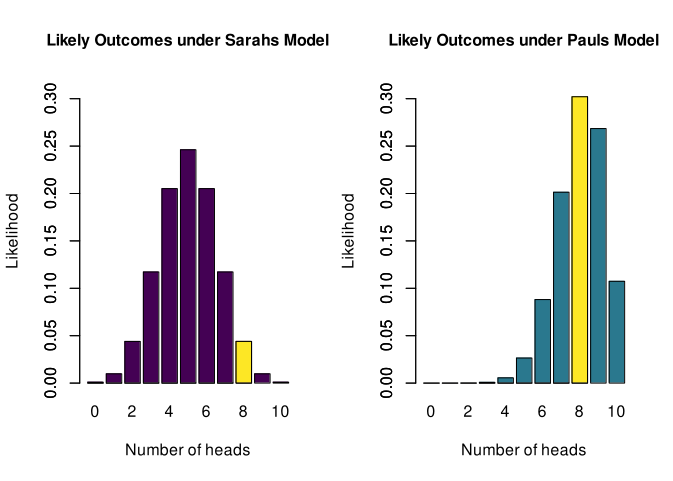 Likely Outcomes under Sarahs Model
Likelihood
0.30
0.25
0.20
0.15
0.10
0.05
0.00
0 2 4 6 8 10
Number of heads
Likely Outcomes under Pauls Model
Likelihood
0.30
0.25
0.20
0.15
0.10
0.05
0.00
0 2 4 6 8 10
Number of heads